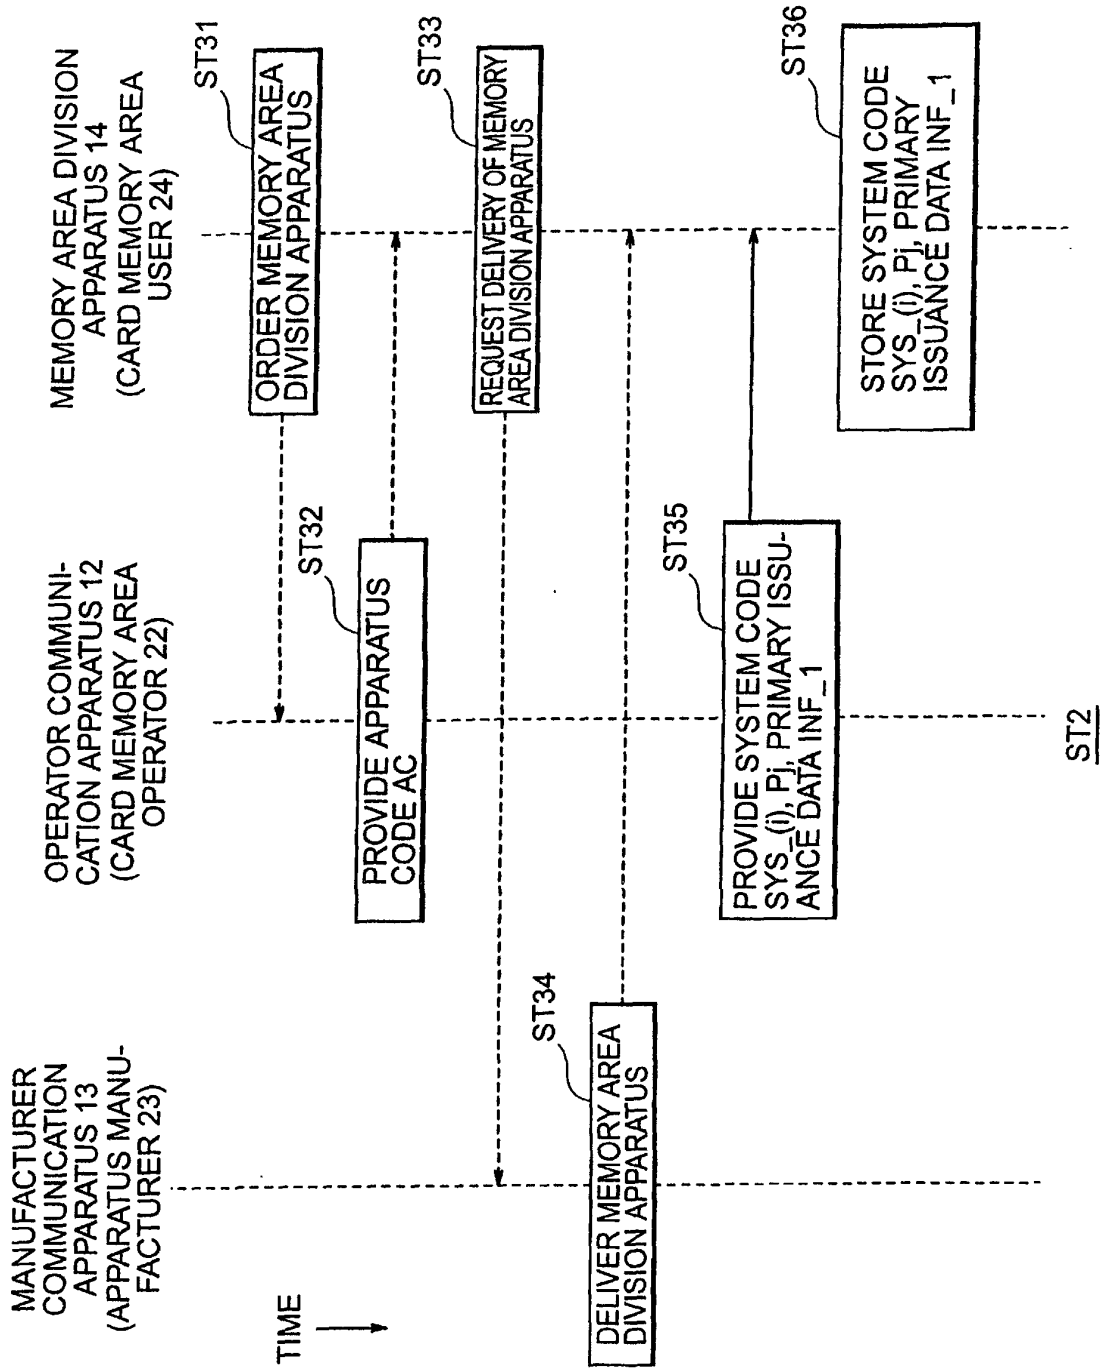 MANUFACTURER
COMMUNICATION
APPARATUS 13
(APPARATUS MANU-
FACTURER 23)
OPERATOR COMMUNI-
CATION APPARATUS 12
(CARD MEMORY AREA
OPERATOR 22)
MEMORY AREA DIVISION
APPARATUS 14
(CARD MEMORY AREA
USER 24)
TIME
ST31
ORDER MEMORY AREA
DIVISION APPARATUS
ST32
PROVIDE APPARATUS
CODE AC
ST33
REQUEST DELIVERY OF MEMORY
AREA DIVISION APPARATUS
ST34
DELIVER MEMORY AREA
DIVISION APPARATUS
ST35
PROVIDE SYSTEM CODE
SYS_(i), Pj, PRIMARY ISSU-
ANCE DATA INF_1
ST36
STORE SYSTEM CODE
SYS_(i), Pj, PRIMARY
ISSUANCE DATA INF_1
ST2